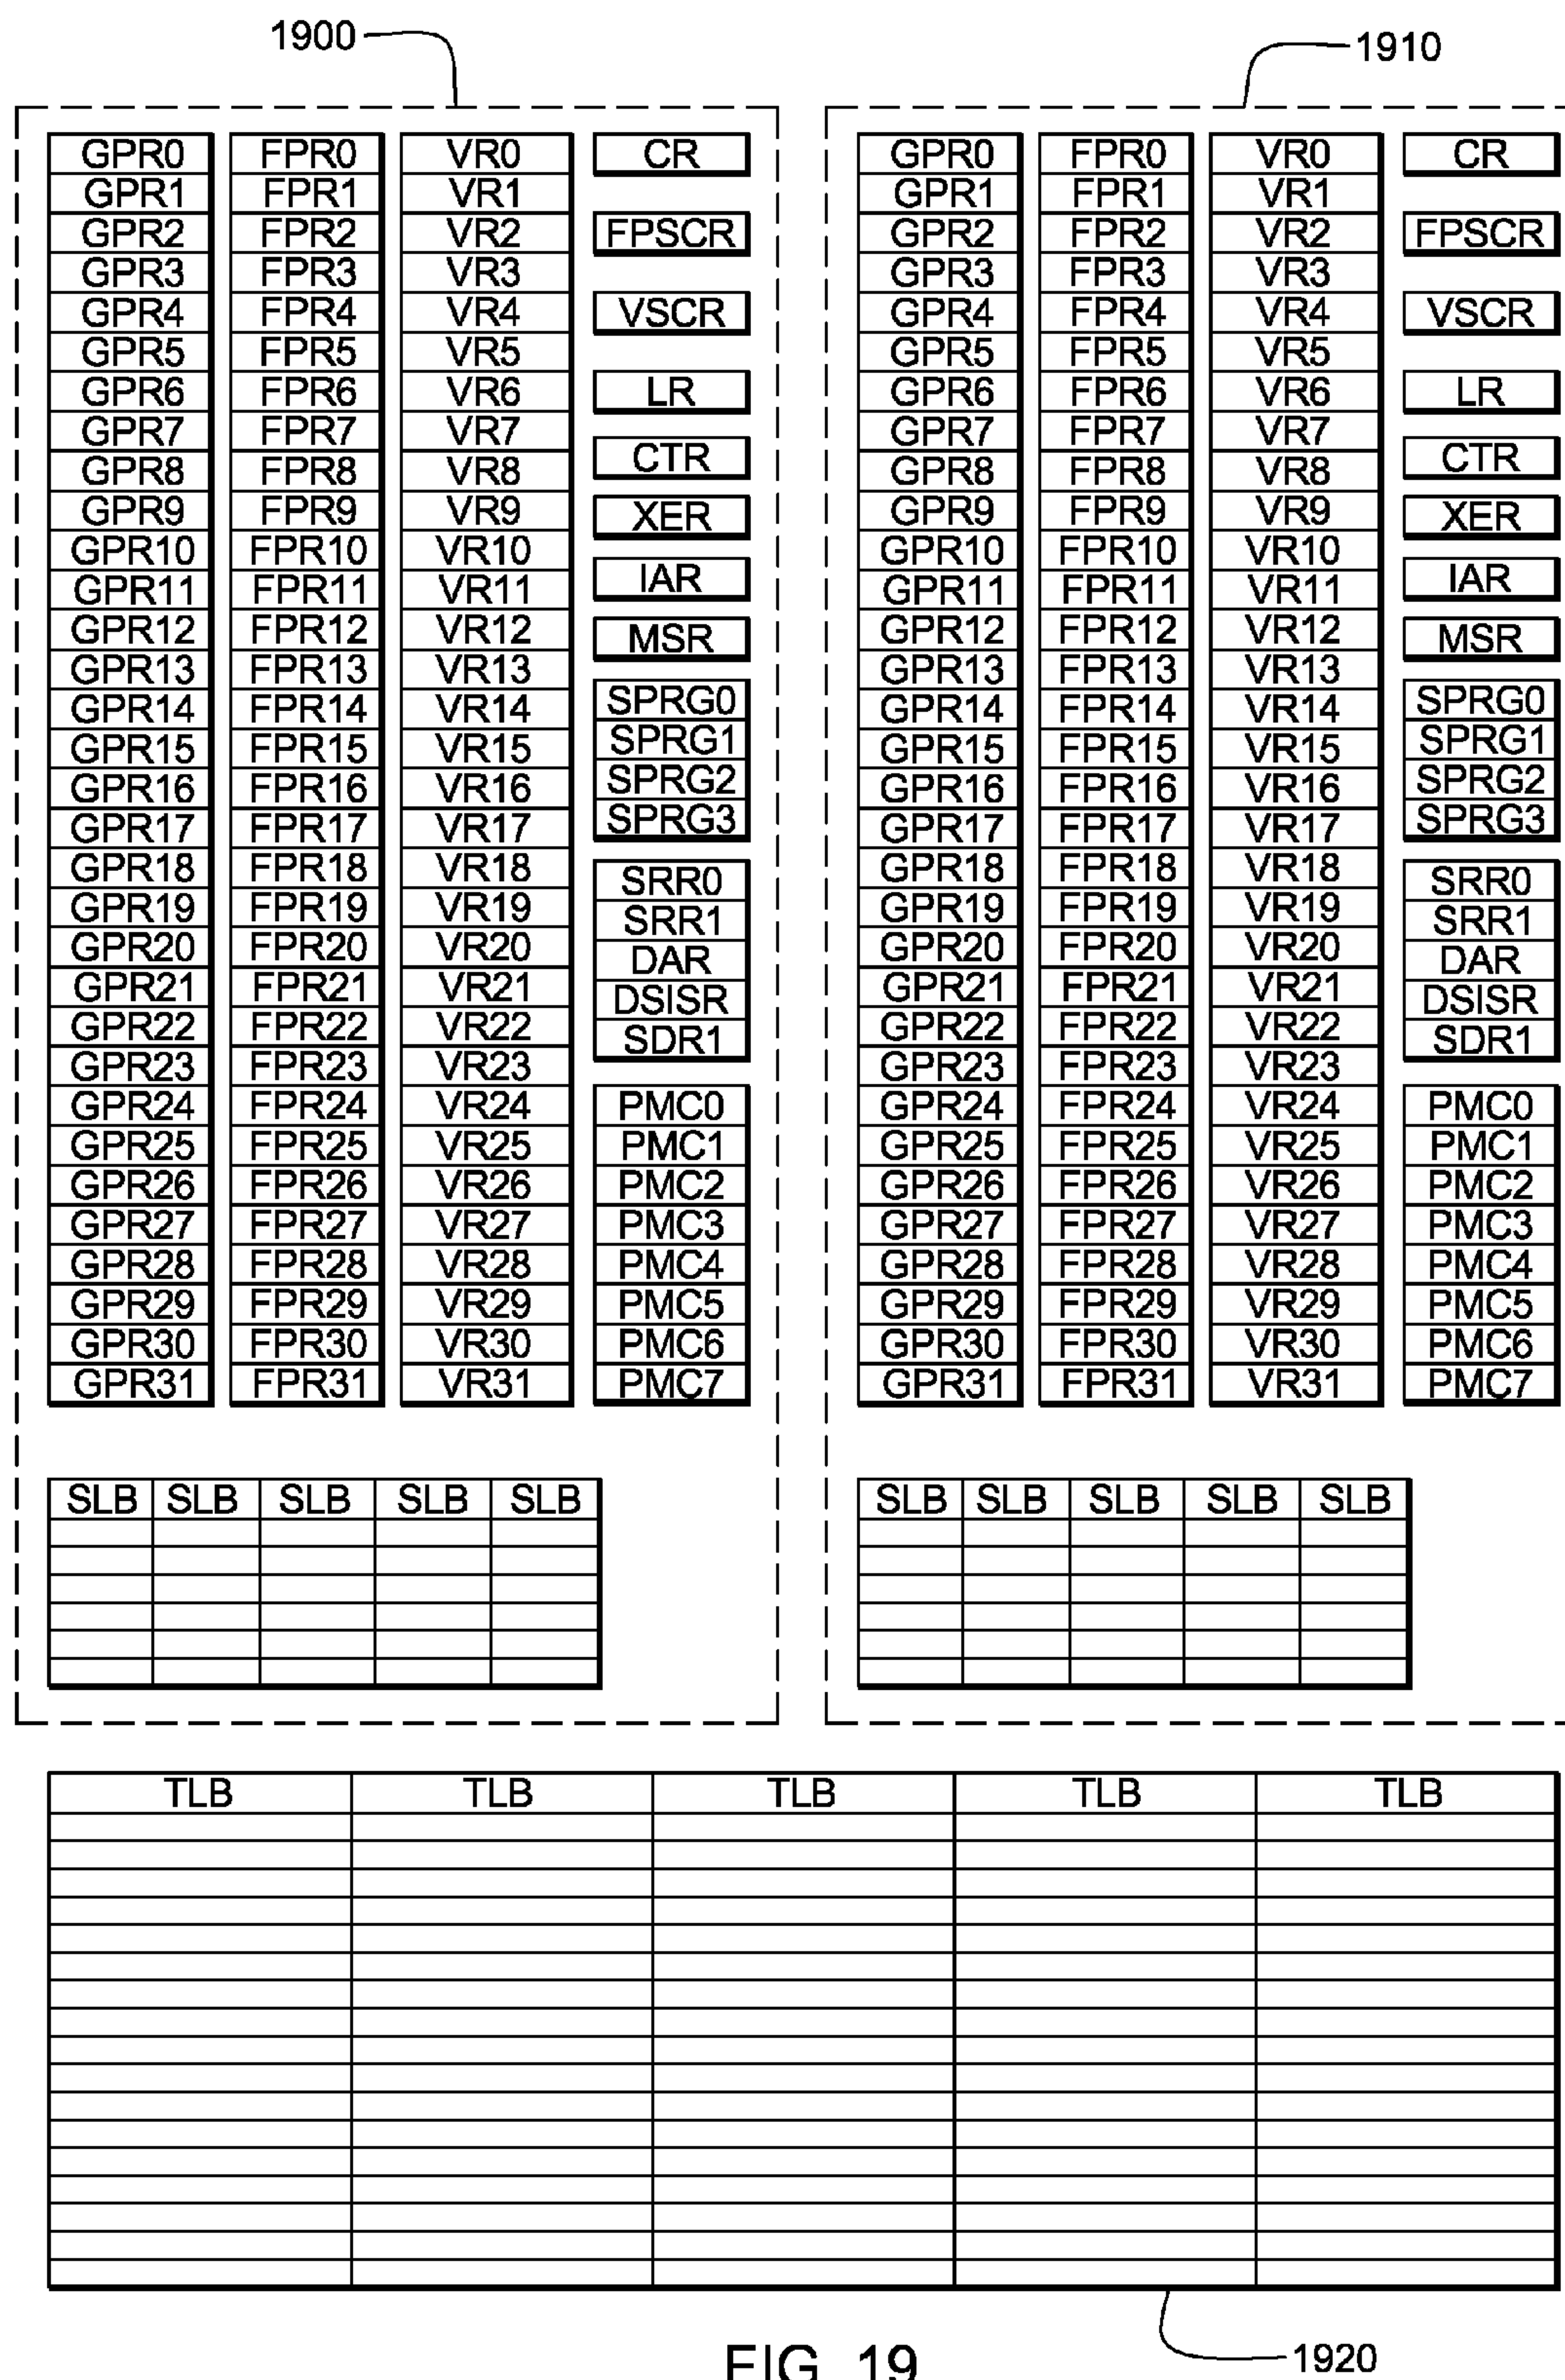 1900 1910
GPR0 FPR0 VR0 CR GPR0 FPR0 VR0 CR
GPR1 FPR1 VR1 GPR1 FPR1 VR1
GPR2 FPR2 VR2 FPSCR GPR2 FPR2 VR2 FPSCR
GPR3 FPR3 VR3 GPR3 FPR3 VR3
GPR4 FPR4 VR4 VSCR GPR4 FPR4 VR4 VSCR
GPR5 FPR5 VR5 GPR5 FPR5 VR5
GPR6 FPR6 VR6 LR GPR6 FPR6 VR6 LR
GPR7 FPR7 VR7 GPR7 FPR7 VR7
GPR8 FPR8 VR8 CTR GPR8 FPR8 VR8 CTR
GPR9 FPR9 VR9 XER GPR9 FPR9 VR9 XER
GPR10 FPR10 VR10 GPR10 FPR10 VR10
GPR11 FPR11 VR11 IAR GPR11 FPR11 VR11 IAR
GPR12 FPR12 VR12 MSR GPR12 FPR12 VR12 MSR
GPR13 FPR13 VR13 GPR13 FPR13 VR13
GPR14 FPR14 VR14 SPRG0 GPR14 FPR14 VR14 SPRG0
GPR15 FPR15 VR15 SPRG1 GPR15 FPR15 VR15 SPRG1
GPR16 FPR16 VR16 SPRG2 GPR16 FPR16 VR16 SPRG2
GPR17 FPR17 VR17 SPRG3 GPR17 FPR17 VR17 SPRG3
GPR18 FPR18 VR18 SRR0 GPR18 FPR18 VR18 SRR0
GPR19 FPR19 VR19 SRR1 GPR19 FPR19 VR19 SRR1
GPR20 FPR20 VR20 DAR GPR20 FPR20 VR20 DAR
GPR21 FPR21 VR21 DSISR GPR21 FPR21 VR21 DSISR
GPR22 FPR22 VR22 SDR1 GPR22 FPR22 VR22 SDR1
GPR23 FPR23 VR23 GPR23 FPR23 VR23
GPR24 FPR24 VR24 PMC0 GPR24 FPR24 VR24 PMC0
GPR25 FPR25 VR25 PMC1 GPR25 FPR25 VR25 PMC1
GPR26 FPR26 VR26 PMC2 GPR26 FPR26 VR26 PMC2
GPR27 FPR27 VR27 PMC3 GPR27 FPR27 VR27 PMC3
GPR28 FPR28 VR28 PMC4 GPR28 FPR28 VR28 PMC4
GPR29 FPR29 VR29 PMC5 GPR29 FPR29 VR29 PMC5
GPR30 FPR30 VR30 PMC6 GPR30 FPR30 VR30 PMC6
GPR31 FPR31 VR31 PMC7 GPR31 FPR31 VR31 PMC7
SLB SLB SLB SLB SLB SLB SLB SLB SLB SLB
TLB TLB TLB TLB TLB
1920
FIG. 19